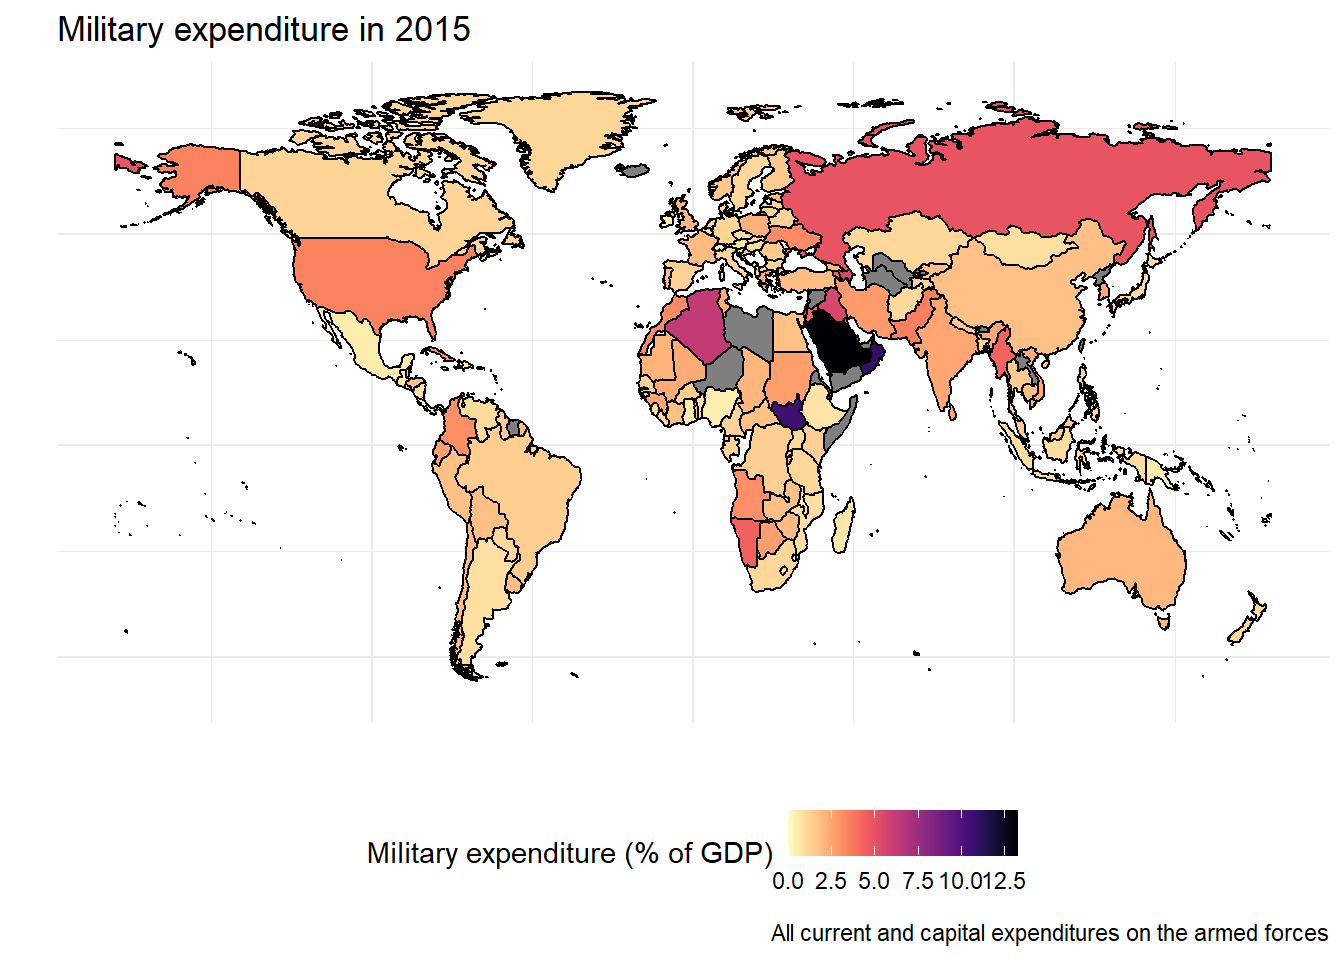 Military expenditure in 2015
Military expenditure (% of GDP)
0.0 2.5 5.0 7.5 10.0 12.5
All current and capital expenditures on the armed forces